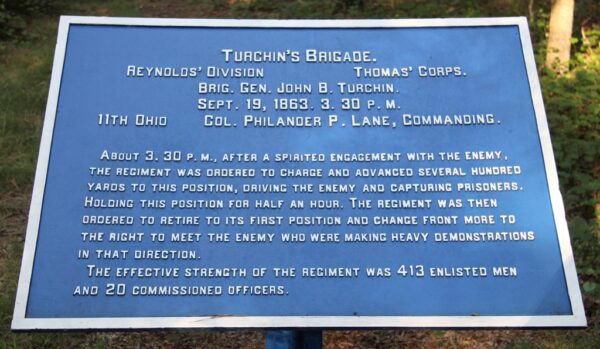 Turchin's Brigade.
Reynolds' Division Thomas' Corps.
Brig. Gen. John B. Turchin.
Sept. 19, 1863. 3.30 P.M.
11th Ohio Col. Philander P. Lane, Commanding.
About 3.30 P.M., after a spirited engagement with the enemy,
the regiment was ordered to charge and advanced several hundred
yards to this position, driving the enemy and capturing prisoners.
Holding this position for half an hour. The regiment was then
ordered to retire to its first position and change front more to
the right to meet the enemy who were making heavy demonstrations
in that direction.
The effective strength of the regiment was 413 enlisted men
and 20 commissioned officers.